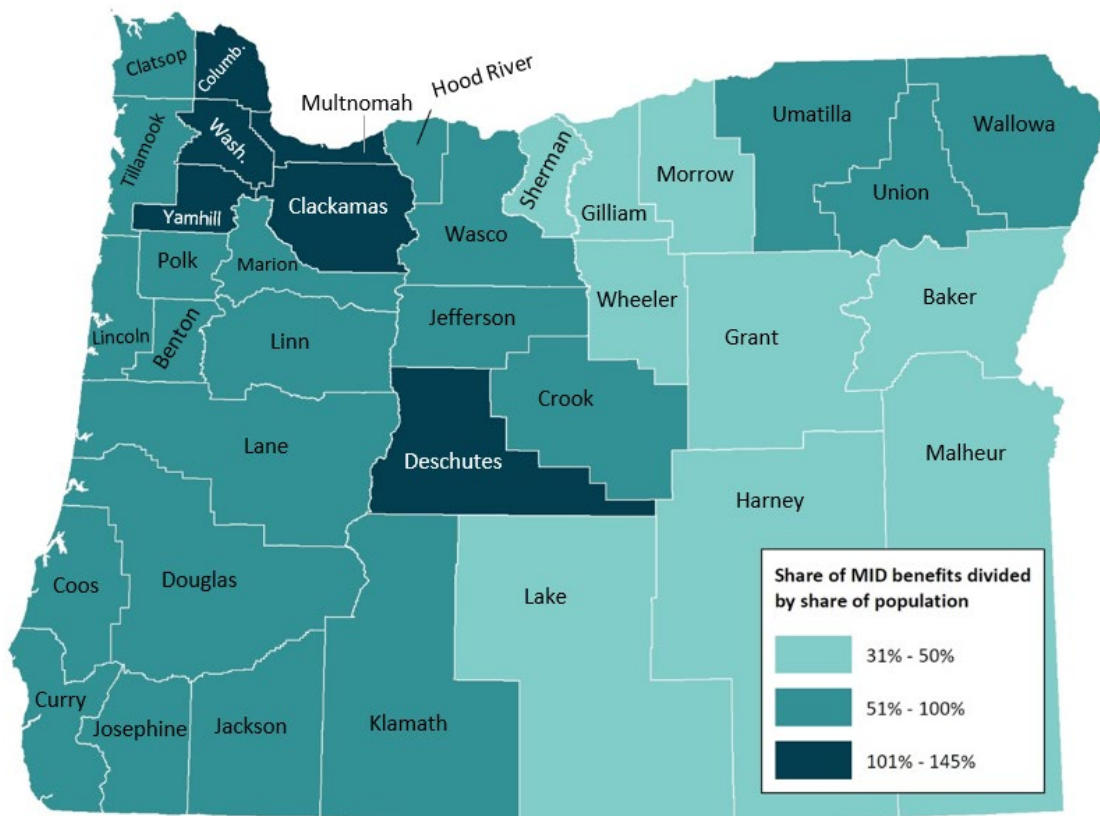 Clatsop
Columb.
Hood River
Multnomah
Tillamook
Wash.
Umatilla
Wallowa
Sherman
Morrow
Union
Gilliam
Yamhill
Clackamas
Wasco
Polk
Marion
Wheeler
Baker
Jefferson
Lincoln
Benton
Linn
Grant
Crook
Lane
Deschutes
Malheur
Harney
Coos
Douglas
Lake
Share of MID benefits divided
by share of population
31% - 50%
51% - 100%
101% - 145%
Curry
Josephine
Jackson
Klamath